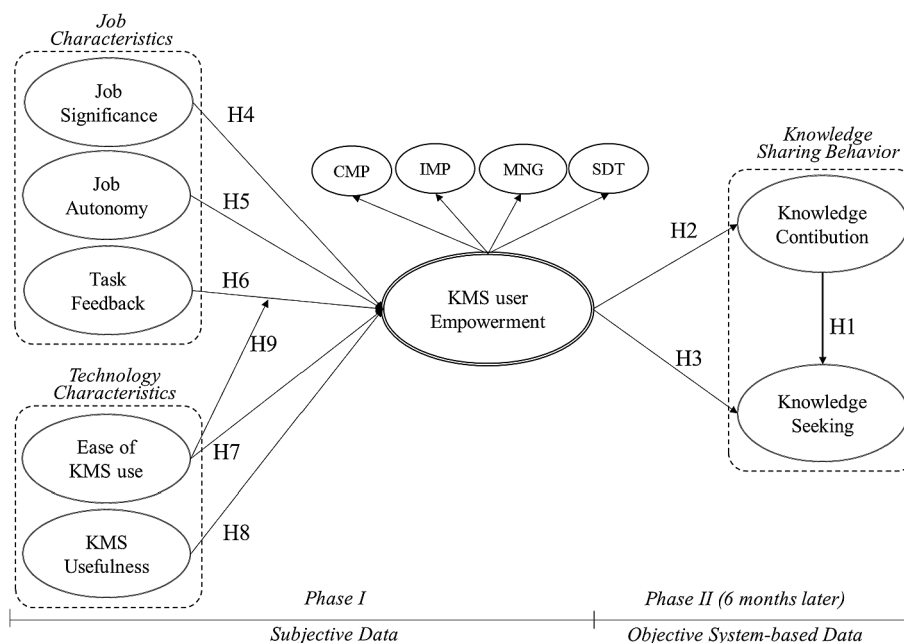 Job
Characteristics
Job
Significance
Job
Autonomy
Task
Feedback
Technology
Characteristics
Ease of
KMS use
KMS
Usefulness
H4
H5
H6
H9
H7
H8
CMP
IMP
MNG
SDT
KMS user
Empowerment
H2
H3
Knowledge
Sharing Behavior
Knowledge
Contibution
H1
Knowledge
Seeking
Phase I
Phase II (6 months later)
Subjective Data
Objective System-based Data